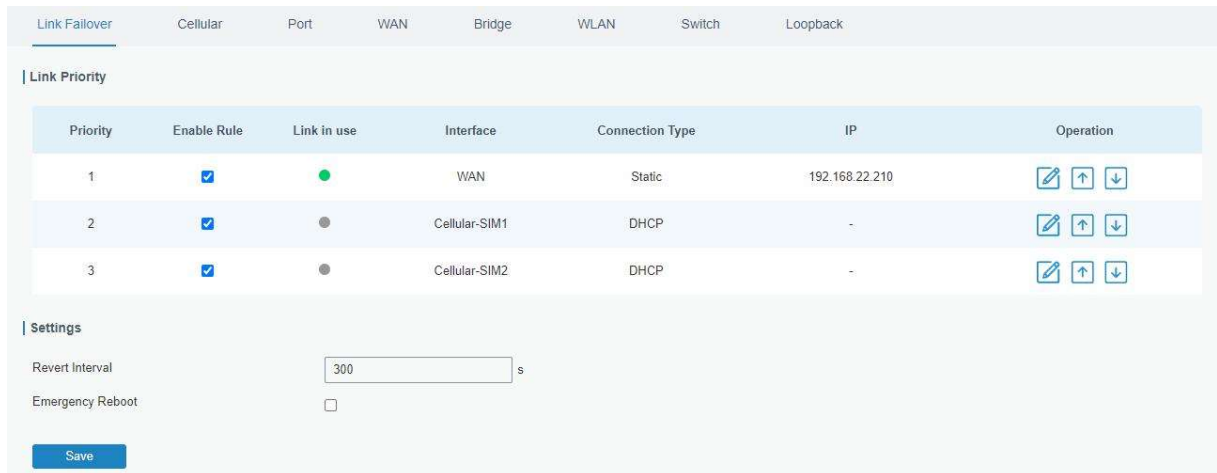 Link Failover Cellular Port WAN Bridge WLAN Switch Loopback
Link Priority
Priority Enable Rule Link in use Interface Connection Type IP Operation
1 WAN Static 192.168.22.210
2 Cellular-SIM1 DHCP -
3 Cellular-SIM2 DHCP -
Settings
Revert Interval 300 s
Emergency Reboot
Save